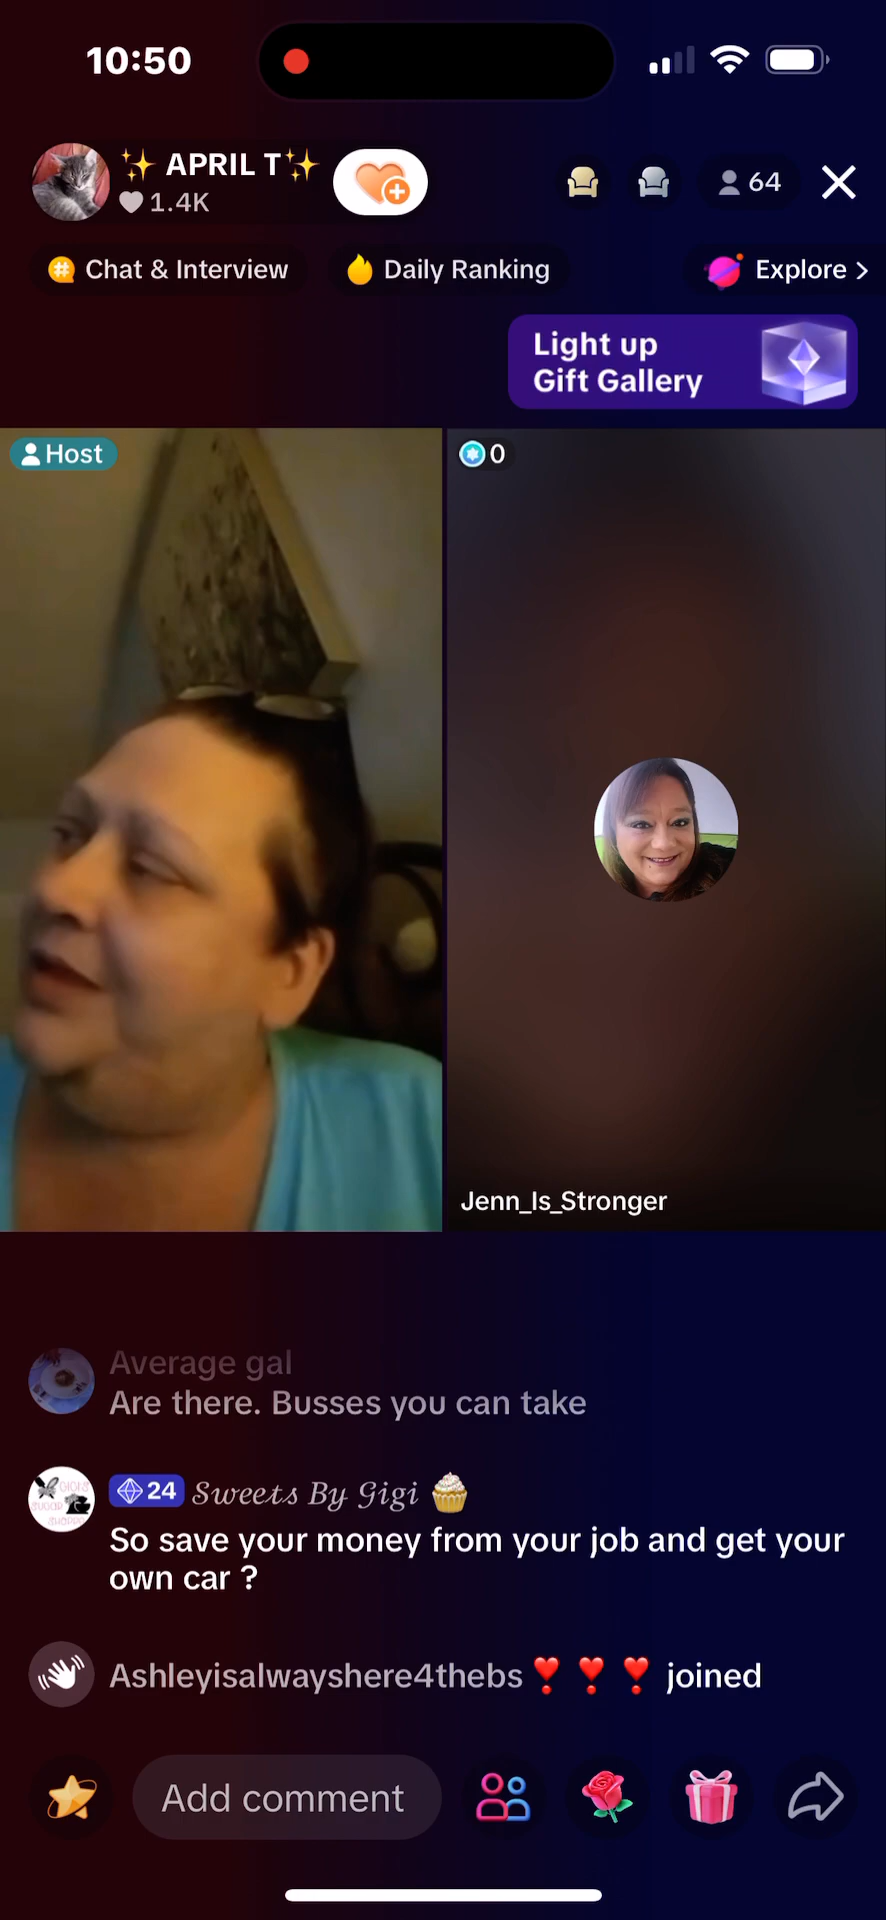 10:50
✨ APRIL T✨
1.4K
64
Chat & Interview
Daily Ranking
Explore >
Light up
Gift Gallery
Host
0
Jenn_Is_Stronger
Average gal
Are there. Busses you can take
24 Sweets By Gigi 🧁
So save your money from your job and get your
own car ?
Ashleyisalwayshere4thebs❣️❣️❣️ joined
Add comment